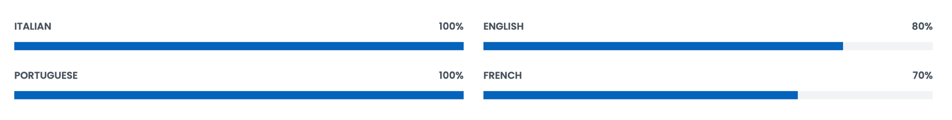 ITALIAN 100%
ENGLISH 80%
PORTUGUESE 100%
FRENCH 70%